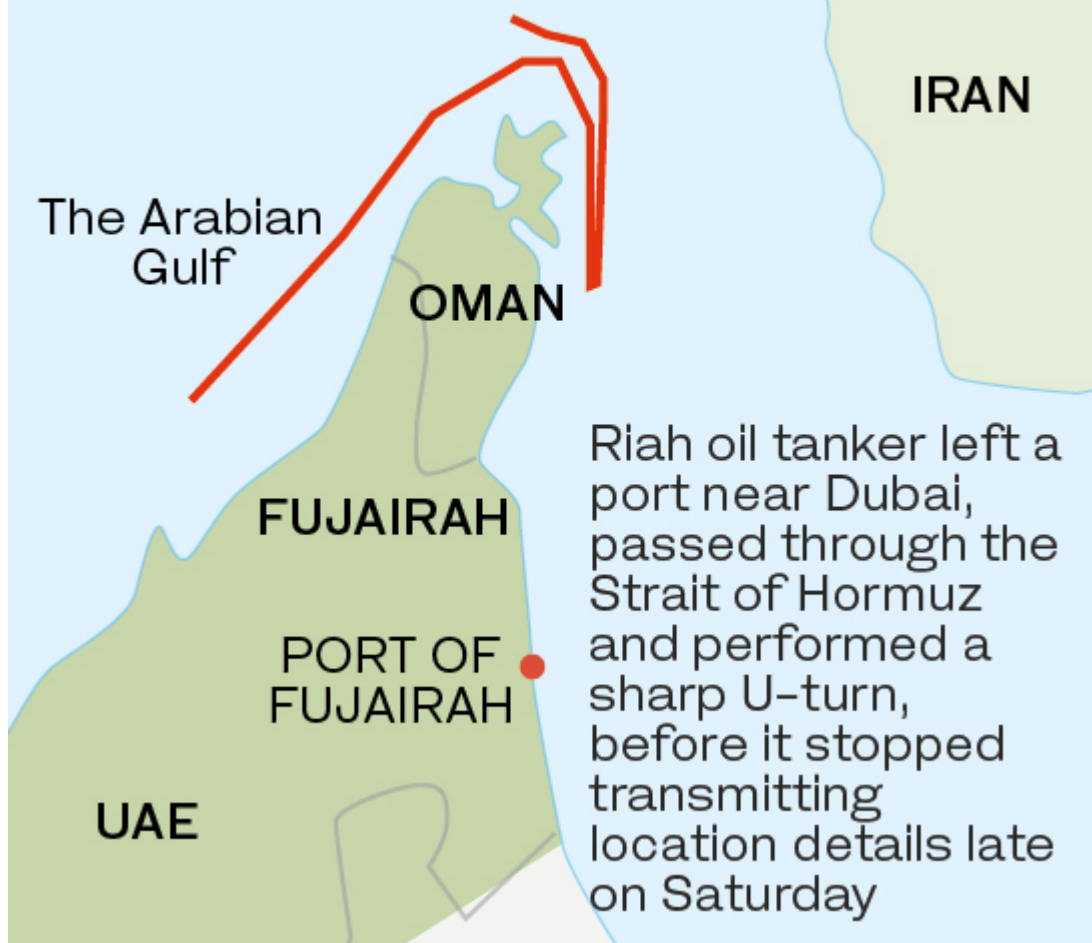 IRAN
The Arabian
Gulf
OMAN
FUJAIRAH
PORT OF
FUJAIRAH
UAE
Riah oil tanker left a
port near Dubai,
passed through the
Strait of Hormuz
and performed a
sharp U-turn,
before it stopped
transmitting
location details late
on Saturday